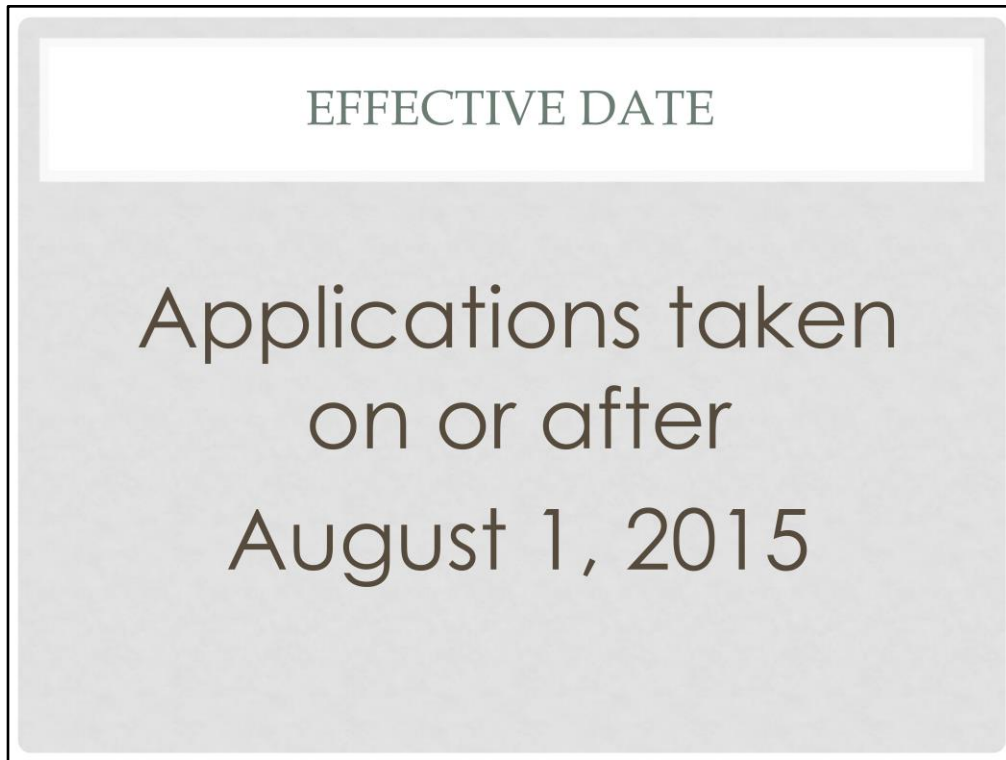 EFFECTIVE DATE
Applications taken
on or after
August 1, 2015